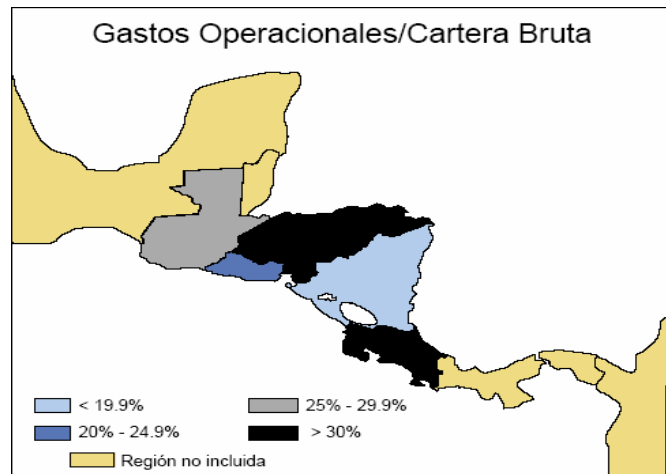 Gastos Operacionales/Cartera Bruta
< 19.9%
25% - 29.9%
20% - 24.9%
> 30%
Región no incluida